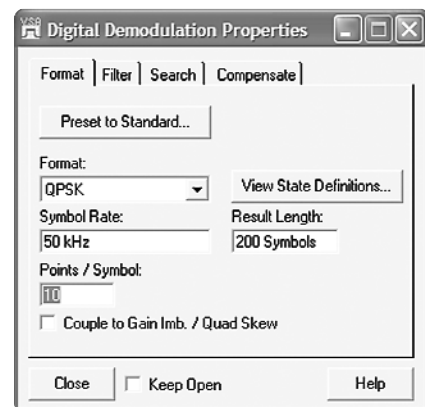 VSA Digital Demodulation Properties
Format Filter Search Compensate
Preset to Standard...
Format:
QPSK View State Definitions...
Symbol Rate: Result Length:
50 kHz 200 Symbols
Points / Symbol:
10
Couple to Gain Imb. / Quad Skew
Close Keep Open Help